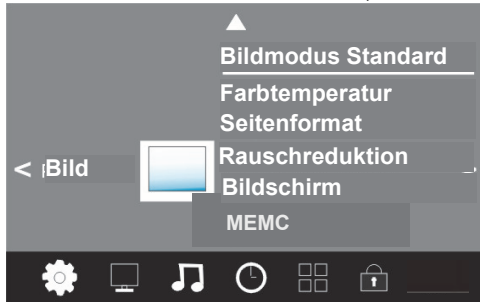 Bildmodus Standard
Farbtemperatur
Seitenformat
Rauschreduktion
< Bild
Bildschirm
MEMC